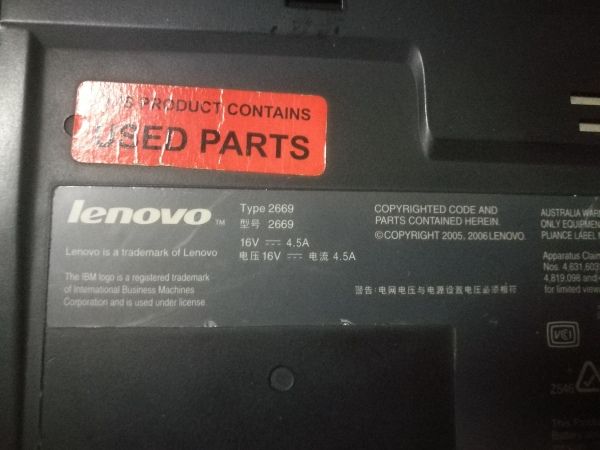 PRODUCT CONTAINS
USED PARTS
lenovo™
Type 2669
型号 2669
16V ⎓ 4.5A
电压 16V ⎓ 电流 4.5A
Lenovo is a trademark of Lenovo
The IBM logo is a registered trademark
of International Business Machines
Corporation and is used under license.
COPYRIGHTED CODE AND
PARTS CONTAINED HEREIN.
©COPYRIGHT 2005, 2006 LENOVO.
警告: 电网电压与电源设置电压必须相符
AUSTRALIA
ONLY EQUIPMEN
PLIANCE LABEL
Apparatus Claim
Nos. 4,631,603
4,819,098 and
for limited view
VCI
This
Battery